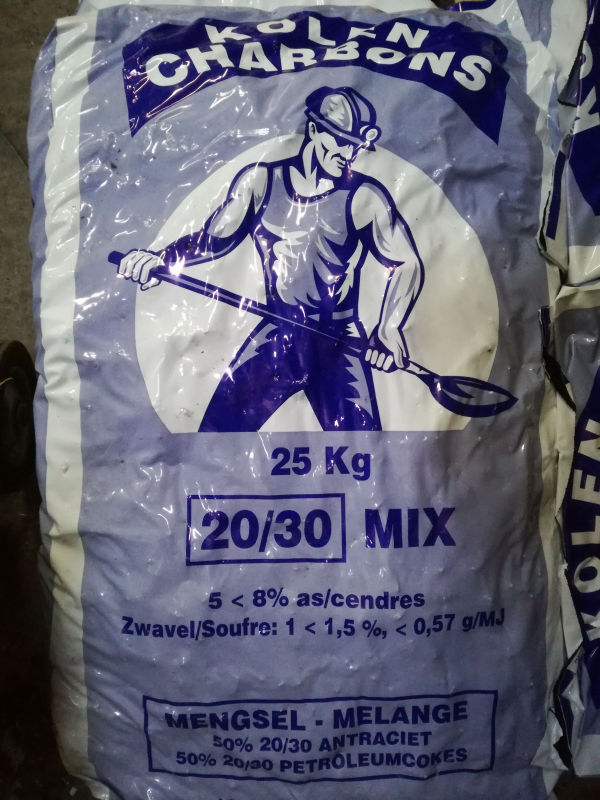 KOLEN
CHARBONS
25 Kg
20/30 MIX
5 < 8% as/cendres
Zwavel/Soufre: 1 < 1,5 %, < 0,57 g/MJ
MENGSEL - MELANGE
50% 20/30 ANTRACIET
50% 20/30 PETROLEUMCOKES
KOLEN